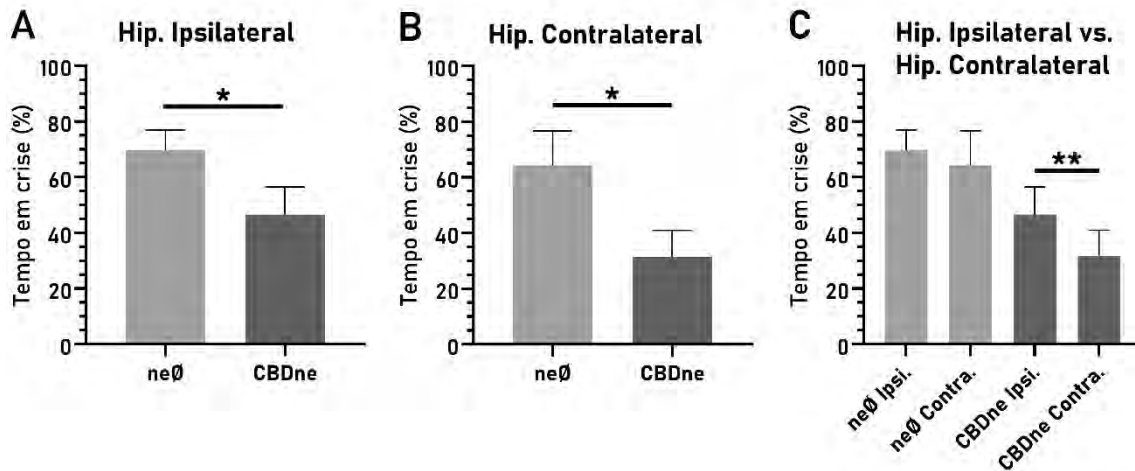 A
Hip. Ipsilateral
Tempo em crise (%)
100
80
60
40
20
0
*
neØ
CBDne
B
Hip. Contralateral
Tempo em crise (%)
100
80
60
40
20
0
*
neØ
CBDne
C
Hip. Ipsilateral vs.
Hip. Contralateral
Tempo em crise (%)
100
80
60
40
20
0
**
neØ Ipsi.
neØ Contra.
CBDne Ipsi.
CBDne Contra.